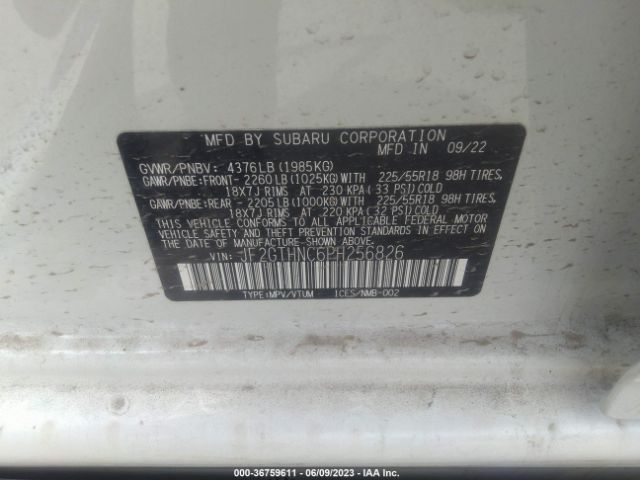 MFD BY SUBARU CORPORATION
MFD IN 09/22
GVWR/PNBV: 4376LB(1985KG)
GAWR/PNBE:FRONT- 2260LB(1025KG)WITH 225/55R18 98H TIRES,
18X7J RIMS AT 230 KPA(33 PSI)COLD
GAWR/PNBE:REAR - 2205LB(1000KG)WITH 225/55R18 98H TIRES,
18X7J RIMS AT 220 KPA(32 PSI)COLD
THIS VEHICLE CONFORMS TO ALL APPLICABLE FEDERAL MOTOR
VEHICLE SAFETY AND THEFT PREVENTION STANDARDS IN EFFECT ON
THE DATE OF MANUFACTURE SHOWN ABOVE.
VIN: JF2GTHNC6PH256826
TYPE:MPV/VTUM ICES/NMB-002
000-36759611 - 06/09/2023 - IAA Inc.